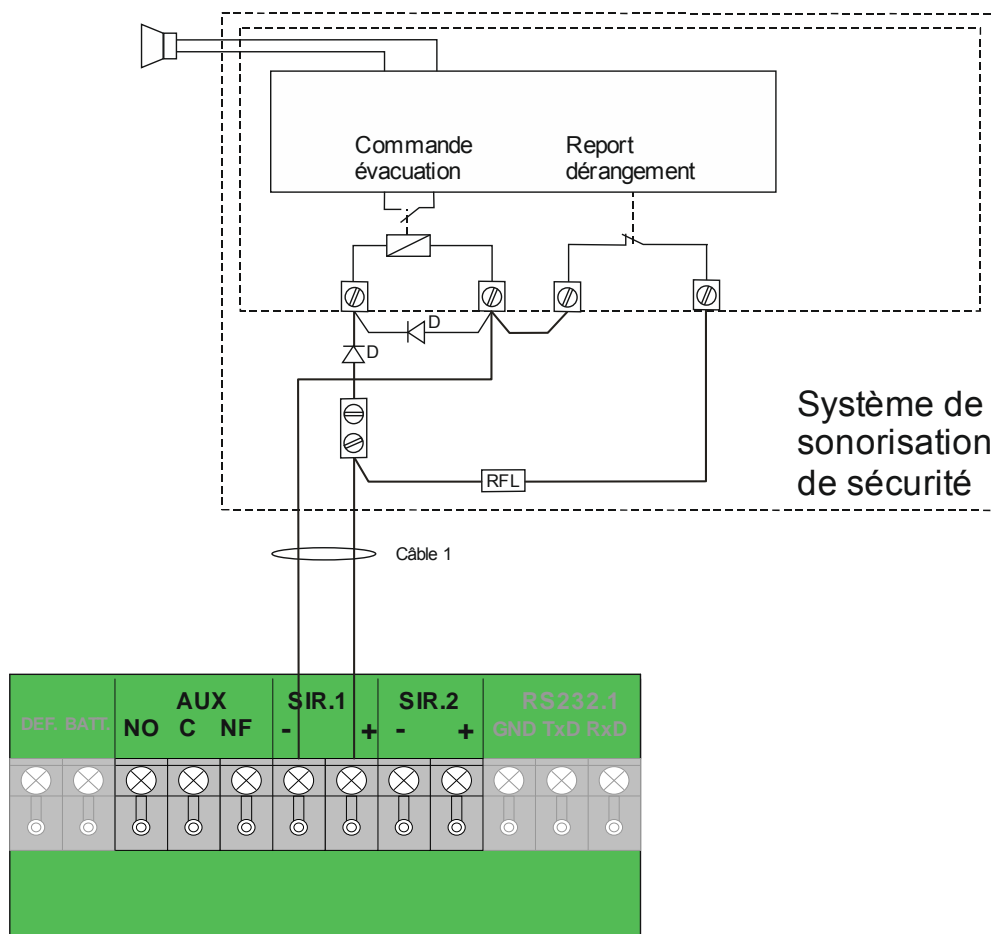 Commande
évacuation
Report
dérangement
D
D
Système de
sonorisation
de sécurité
RFL
Câble 1
AUX
SIR.1
SIR.2
RS232.1
DEF. BATT.
NO C NF
- +
- +
GND TxD RxD